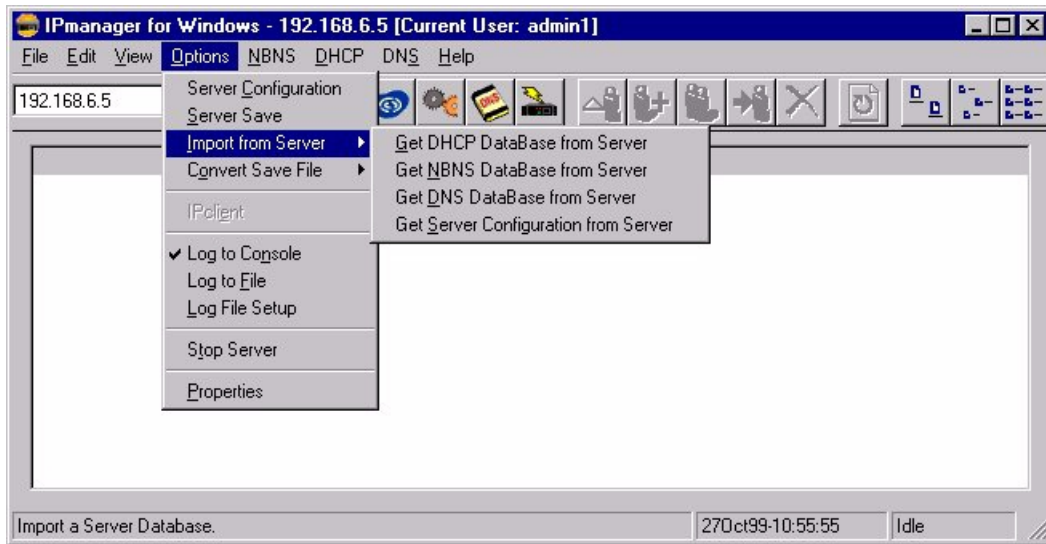 IPmanager for Windows - 192.168.6.5 [Current User: admin1]
File Edit View Options NBNS DHCP DNS Help
192.168.6.5
DNS
Server Configuration
Server Save
Import from Server
Convert Save File
IPclient
Log to Console
Log to File
Log File Setup
Stop Server
Properties
Get DHCP DataBase from Server
Get NBNS DataBase from Server
Get DNS DataBase from Server
Get Server Configuration from Server
Import a Server Database.
27Oct99-10:55:55
Idle